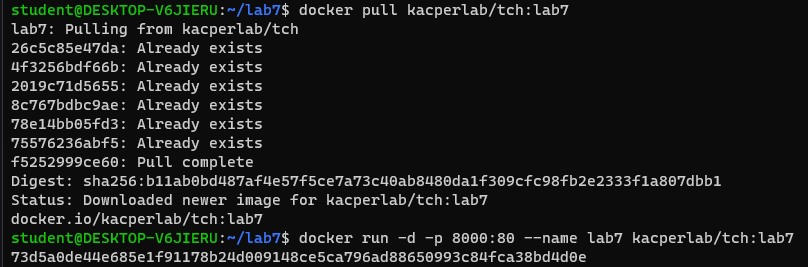 student@DESKTOP-V6JIERU:~/lab7$ docker pull kacperlab/tch:lab7
lab7: Pulling from kacperlab/tch
26c5c85e47da: Already exists
4f3256bdf66b: Already exists
2019c71d5655: Already exists
8c767bdbc9ae: Already exists
78e14bb05fd3: Already exists
75576236abf5: Already exists
f5252999ce60: Pull complete
Digest: sha256:b11ab0bd487af4e57f5ce7a73c40ab8480da1f309cfc98fb2e2333f1a807dbb1
Status: Downloaded newer image for kacperlab/tch:lab7
docker.io/kacperlab/tch:lab7
student@DESKTOP-V6JIERU:~/lab7$ docker run -d -p 8000:80 --name lab7 kacperlab/tch:lab7
73d5a0de44e685e1f91178b24d009148ce5ca796ad88650993c84fca38bd4d0e